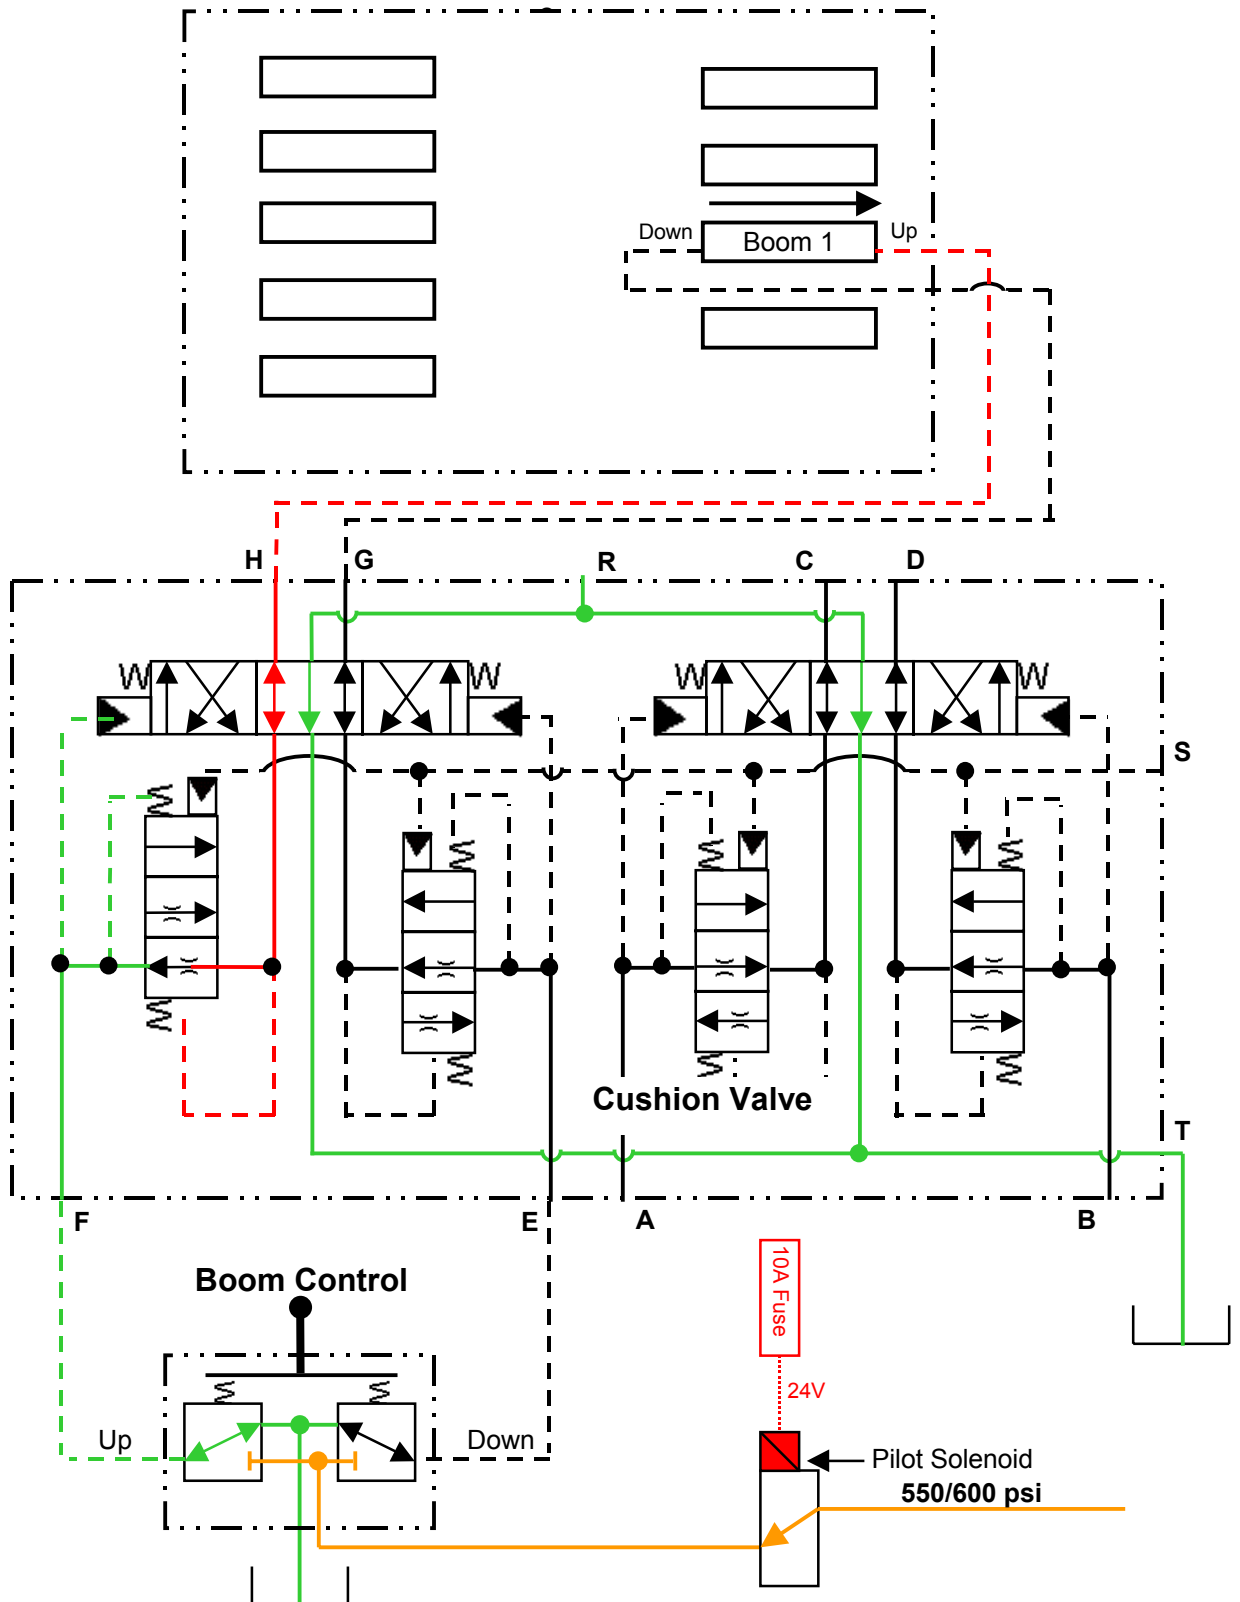 Down
Boom 1
Up
H
G
R
C
D
S
Cushion Valve
T
F
E
A
B
Boom Control
10A Fuse
24V
Up
Down
Pilot Solenoid
550/600 psi